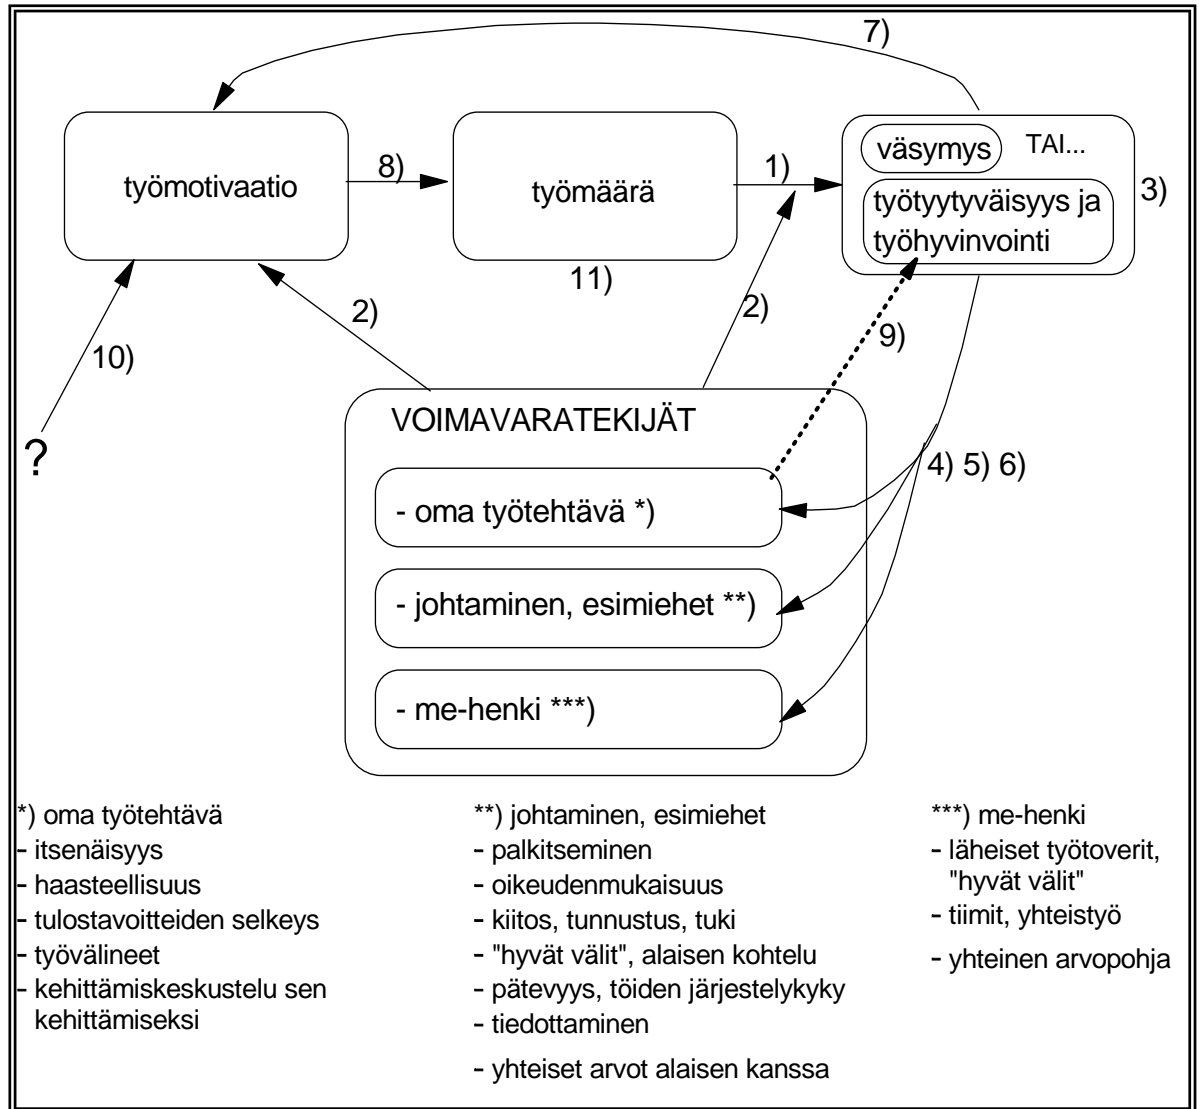 7)
työmotivaatio
8)
työmäärä
11)
1)
väsymys
TAI...
työtyytyväisyys ja
työhyvinvointi
3)
2)
2)
9)
10)
?
VOIMAVARATEKIJÄT
- oma työtehtävä *)
- johtaminen, esimiehet **)
- me-henki ***)
4) 5) 6)
*) oma työtehtävä
- itsenäisyys
- haasteellisuus
- tulostavoitteiden selkeys
- työvälineet
- kehittämiskeskustelu sen
kehittämiseksi
**) johtaminen, esimiehet
- palkitseminen
- oikeudenmukaisuus
- kiitos, tunnustus, tuki
- "hyvät välit", alaisen kohtelu
- pätevyys, töiden järjestelykyky
- tiedottaminen
- yhteiset arvot alaisen kanssa
***) me-henki
- läheiset työtoverit,
"hyvät välit"
- tiimit, yhteistyö
- yhteinen arvopohja